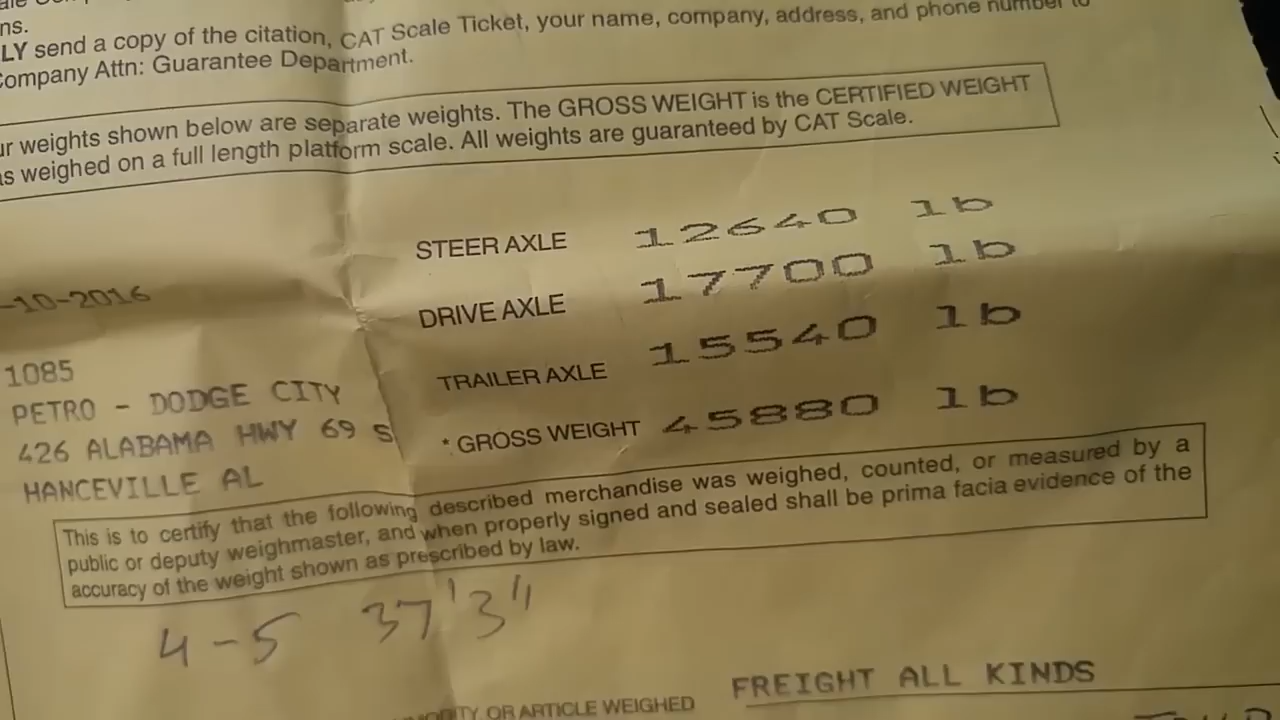 ns.
LY send a copy of the citation, CAT Scale Ticket, your name, company, address, and phone number to
Company Attn: Guarantee Department.
ur weights shown below are separate weights. The GROSS WEIGHT is the CERTIFIED WEIGHT
as weighed on a full length platform scale. All weights are guaranteed by CAT Scale.
STEER AXLE 12640 lb
DRIVE AXLE 17700 lb
TRAILER AXLE 15540 lb
* GROSS WEIGHT 45880 lb
-10-2016
1085
PETRO - DODGE CITY
426 ALABAMA HWY 69 S
HANCEVILLE AL
This is to certify that the following described merchandise was weighed, counted, or measured by a
public or deputy weighmaster, and when properly signed and sealed shall be prima facia evidence of the
accuracy of the weight shown as prescribed by law.
4-5 37'3"
FREIGHT ALL KINDS
OR ARTICLE WEIGHED